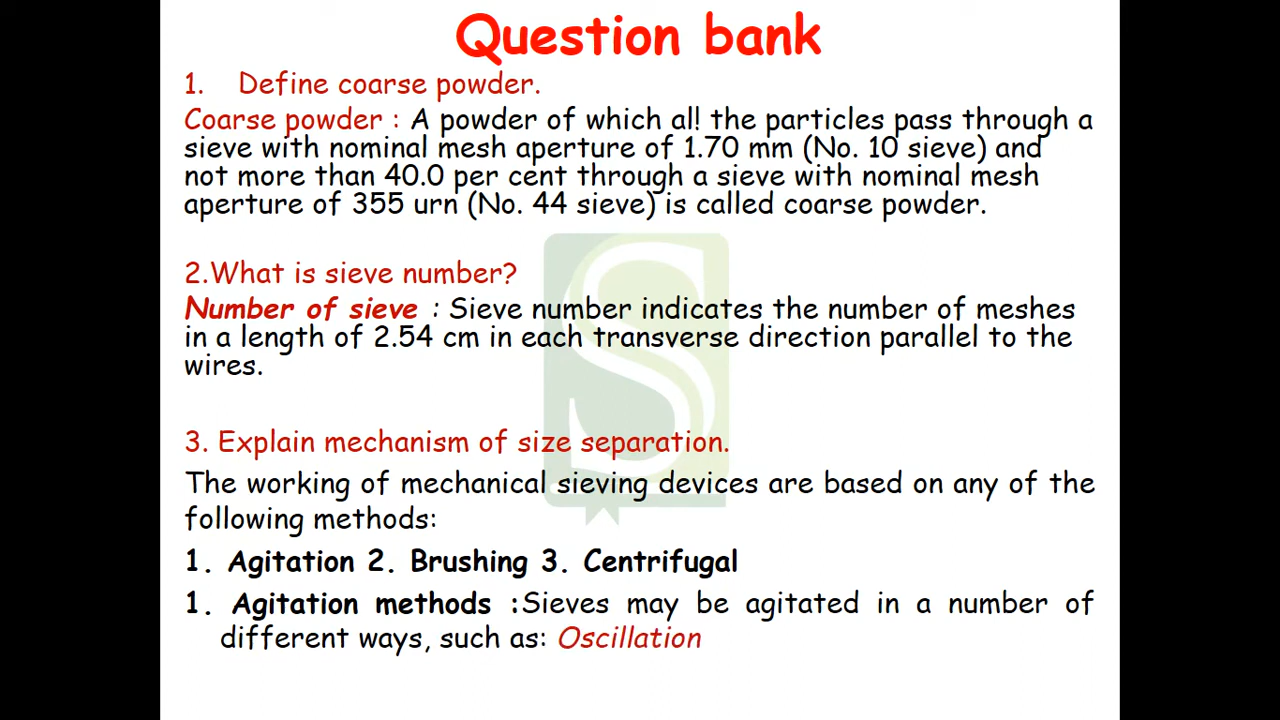 Question bank
1. Define coarse powder.
Coarse powder : A powder of which al! the particles pass through a
sieve with nominal mesh aperture of 1.70 mm (No. 10 sieve) and
not more than 40.0 per cent through a sieve with nominal mesh
aperture of 355 urn (No. 44 sieve) is called coarse powder.
2.What is sieve number?
Number of sieve : Sieve number indicates the number of meshes
in a length of 2.54 cm in each transverse direction parallel to the
wires.
3. Explain mechanism of size separation.
The working of mechanical sieving devices are based on any of the
following methods:
1. Agitation 2. Brushing 3. Centrifugal
1. Agitation methods :Sieves may be agitated in a number of
different ways, such as: Oscillation